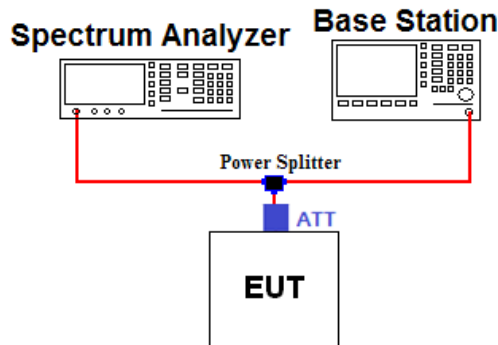 Spectrum Analyzer
Base Station
Power Splitter
ATT
EUT